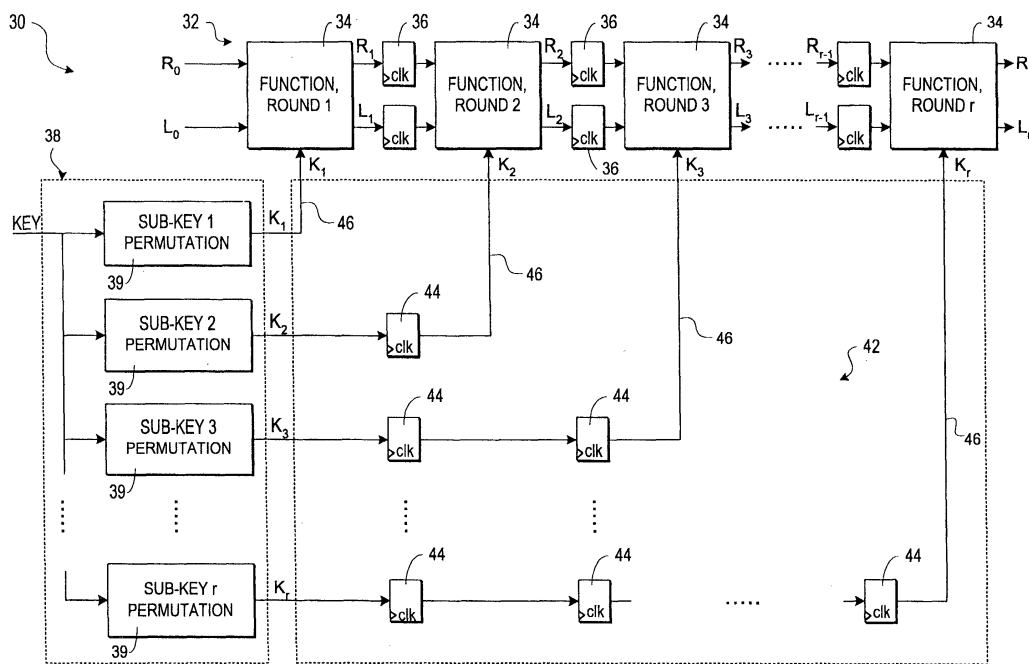 30
32
34
36
34
36
34
34
R0 R1 R2 R3 ..... Rr-1 R
clk clk clk
FUNCTION, ROUND 1
FUNCTION, ROUND 2
FUNCTION, ROUND 3
FUNCTION, ROUND r
L0 L1 L2 L3 ..... Lr-1 L
clk clk clk
36
38
K1 K2 K3 Kr
KEY
SUB-KEY 1 PERMUTATION
K1
46
39
46
44
SUB-KEY 2 PERMUTATION
K2
clk
46
42
39
44
44
SUB-KEY 3 PERMUTATION
K3
clk
clk
46
39
44
44
44
SUB-KEY r PERMUTATION
Kr
clk
clk
.....
clk
39